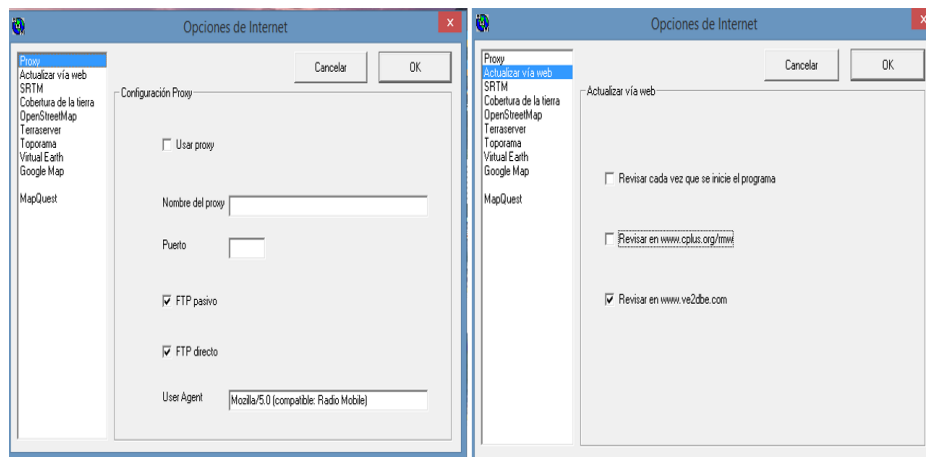 Opciones de Internet
Proxy
Actualizar vía web
SRTM
Cobertura de la tierra
OpenStreetMap
Terraserver
Toporama
Virtual Earth
Google Map
MapQuest
Cancelar
OK
Configuración Proxy
Usar proxy
Nombre del proxy
Puerto
FTP pasivo
FTP directo
User Agent
Mozilla/5.0 (compatible: Radio Mobile)
Opciones de Internet
Proxy
Actualizar vía web
SRTM
Cobertura de la tierra
OpenStreetMap
Terraserver
Toporama
Virtual Earth
Google Map
MapQuest
Cancelar
OK
Actualizar vía web
Revisar cada vez que se inicie el programa
Revisar en www.cplus.org/rmw
Revisar en www.ve2dbe.com